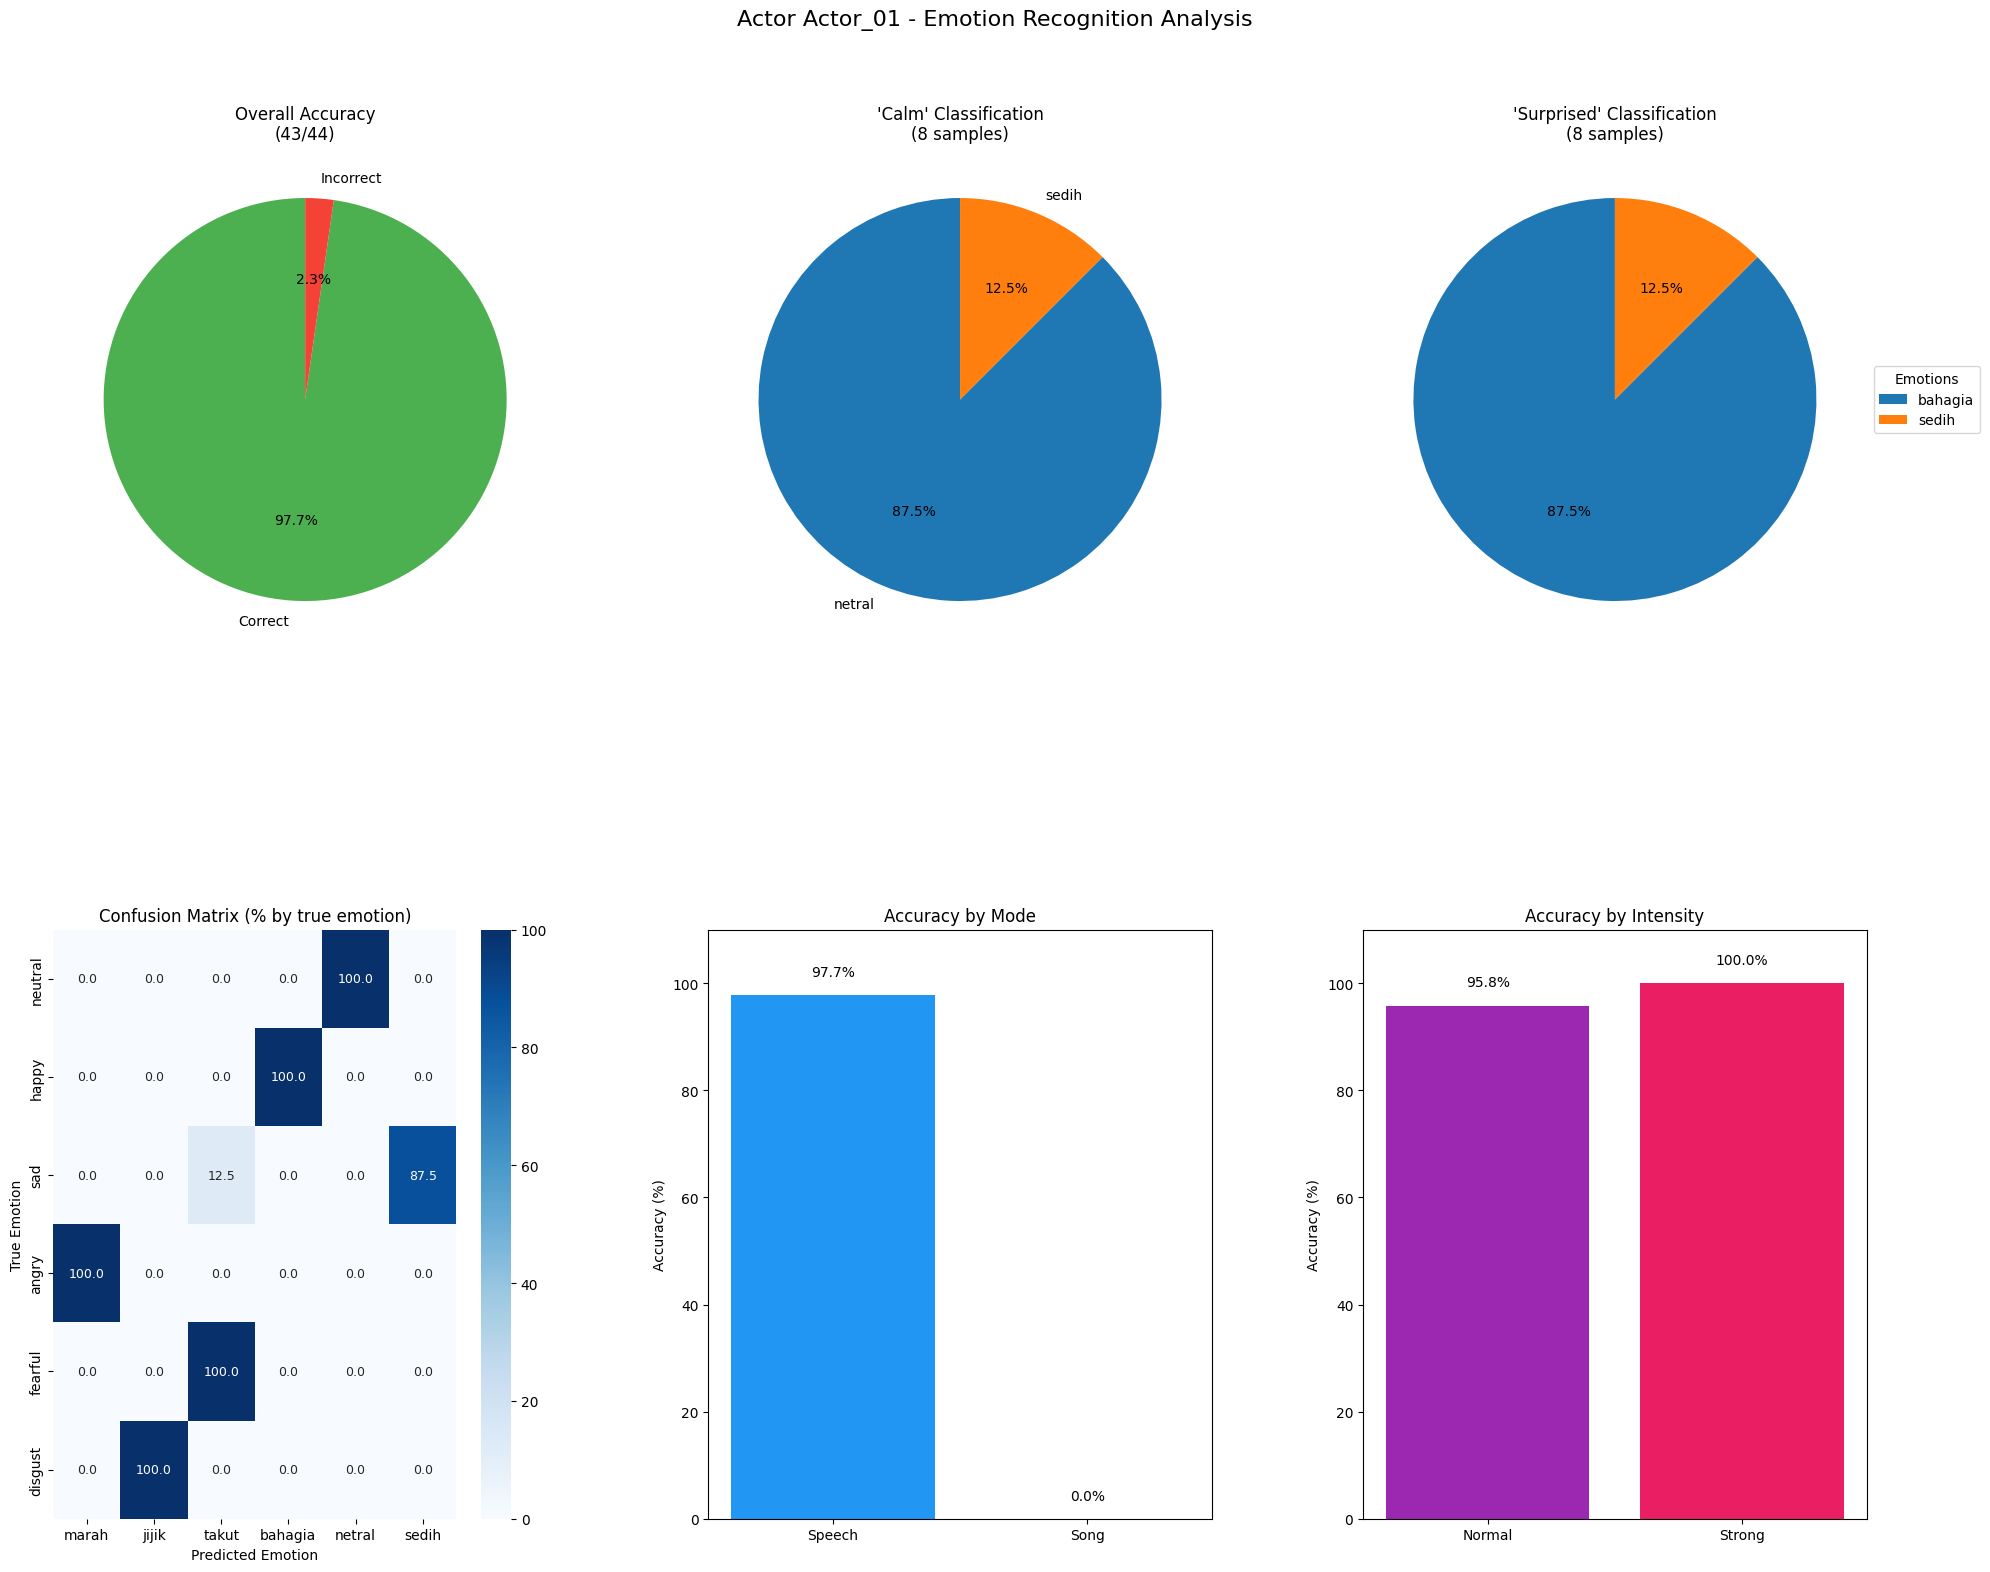 Actor Actor_01 - Emotion Recognition Analysis
Overall Accuracy
(43/44)
Incorrect
2.3%
97.7%
Correct
'Calm' Classification
(8 samples)
sedih
12.5%
87.5%
netral
'Surprised' Classification
(8 samples)
12.5%
87.5%
Emotions
bahagia
sedih
Confusion Matrix (% by true emotion)
True Emotion
neutral
0.0 0.0 0.0 0.0 100.0 0.0
happy
0.0 0.0 0.0 100.0 0.0 0.0
sad
0.0 0.0 12.5 0.0 0.0 87.5
angry
100.0 0.0 0.0 0.0 0.0 0.0
fearful
0.0 0.0 100.0 0.0 0.0 0.0
disgust
0.0 100.0 0.0 0.0 0.0 0.0
marah jijik takut bahagia netral sedih
Predicted Emotion
100
80
60
40
20
0
Accuracy by Mode
Accuracy (%)
100
80
60
40
20
0
97.7%
0.0%
Speech Song
Accuracy by Intensity
Accuracy (%)
100
80
60
40
20
0
95.8%
100.0%
Normal Strong